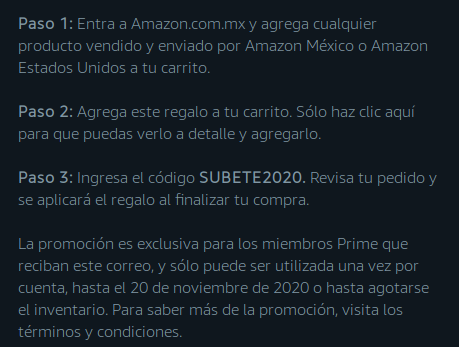 Paso 1: Entra a Amazon.com.mx y agrega cualquier
producto vendido y enviado por Amazon México o Amazon
Estados Unidos a tu carrito.
Paso 2: Agrega este regalo a tu carrito. Sólo haz clic aquí
para que puedas verlo a detalle y agregarlo.
Paso 3: Ingresa el código SUBETE2020. Revisa tu pedido y
se aplicará el regalo al finalizar tu compra.
La promoción es exclusiva para los miembros Prime que
reciban este correo, y sólo puede ser utilizada una vez por
cuenta, hasta el 20 de noviembre de 2020 o hasta agotarse
el inventario. Para saber más de la promoción, visita los
términos y condiciones.